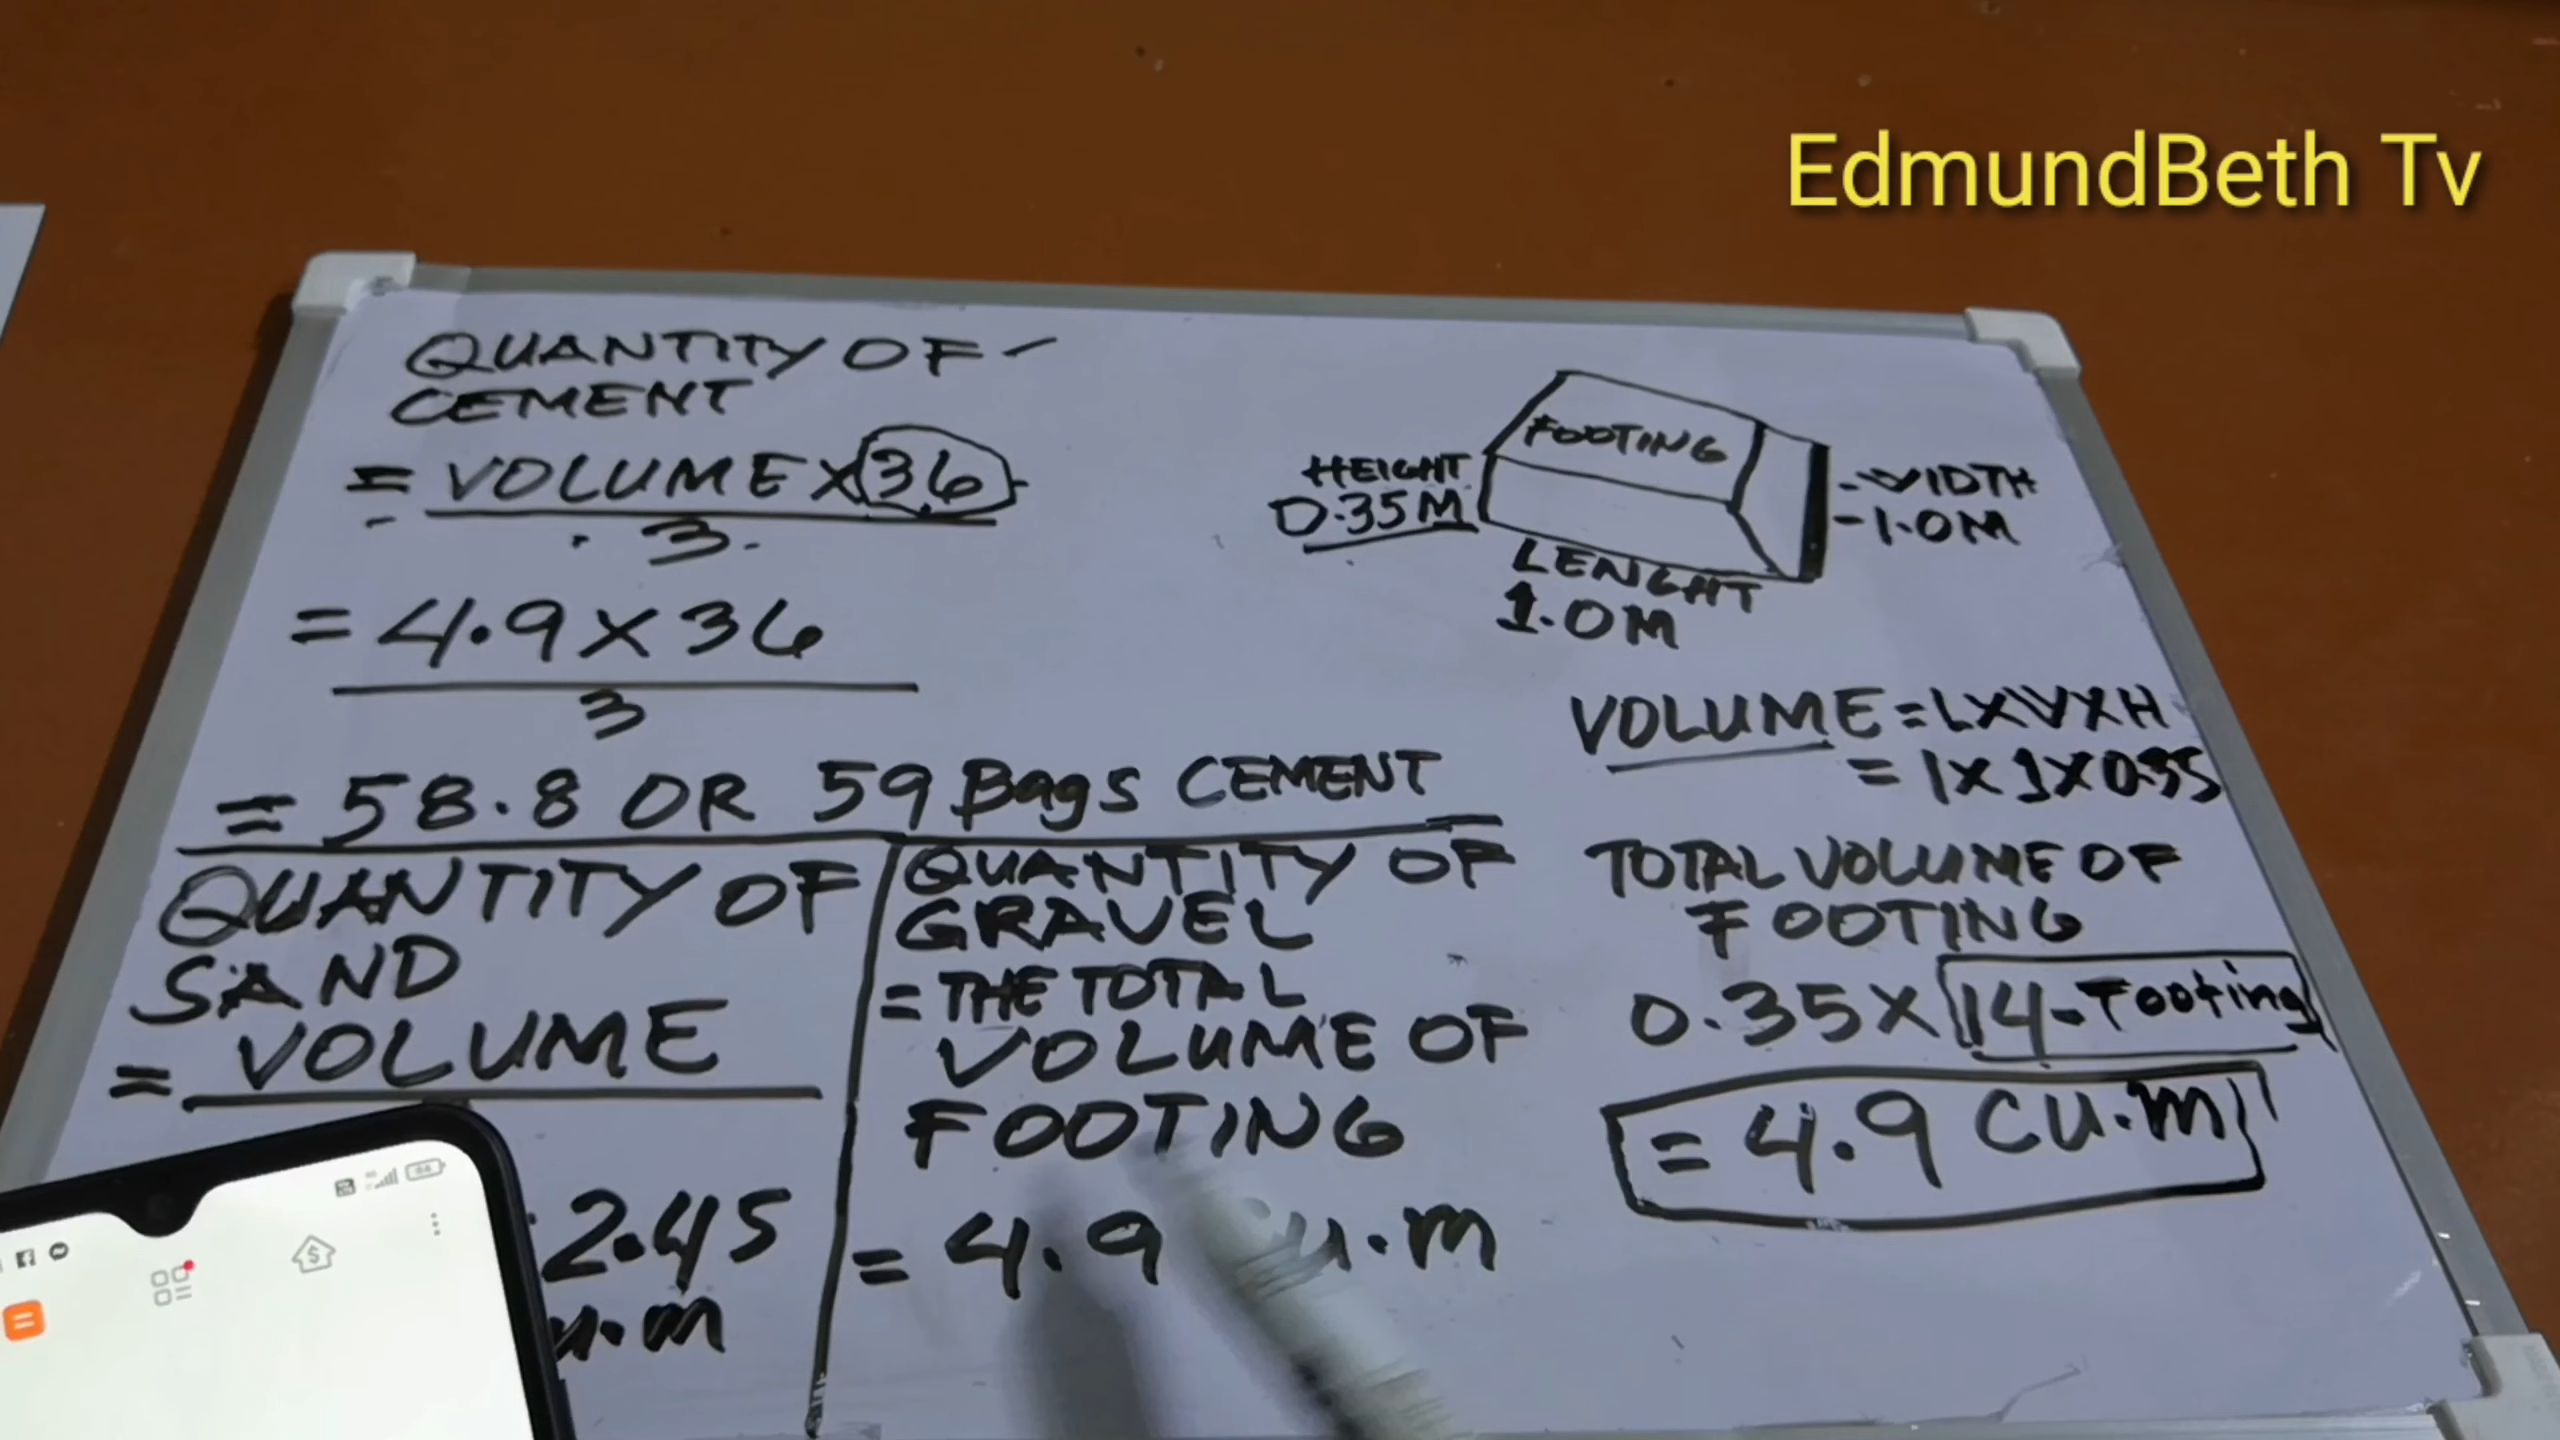 EdmundBeth Tv
QUANTITY OF
CEMENT
= VOLUME X 36
3
= 4.9 X 36
3
= 58.8 OR 59 Bags CEMENT
QUANTITY OF
SAND
= VOLUME
2.45
u.m
QUANTITY OF
GRAVEL
= THE TOTAL
VOLUME OF
FOOTING
= 4.9 u.m
FOOTING
HEIGHT
0.35M
- WIDTH
- 1.0M
LENGHT
1.0M
VOLUME = LXWXH
= 1X1X0.35
TOTAL VOLUME OF
FOOTING
0.35X 14-Footing
= 4.9 CU.m